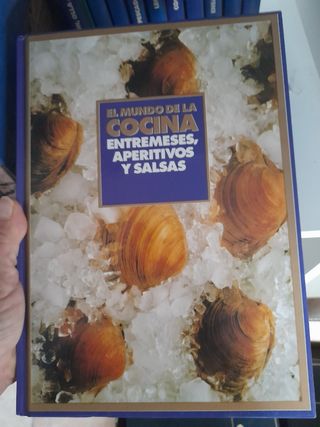 EL MUNDO DE LA
COCINA
ENTREMESES,
APERITIVOS
Y SALSAS